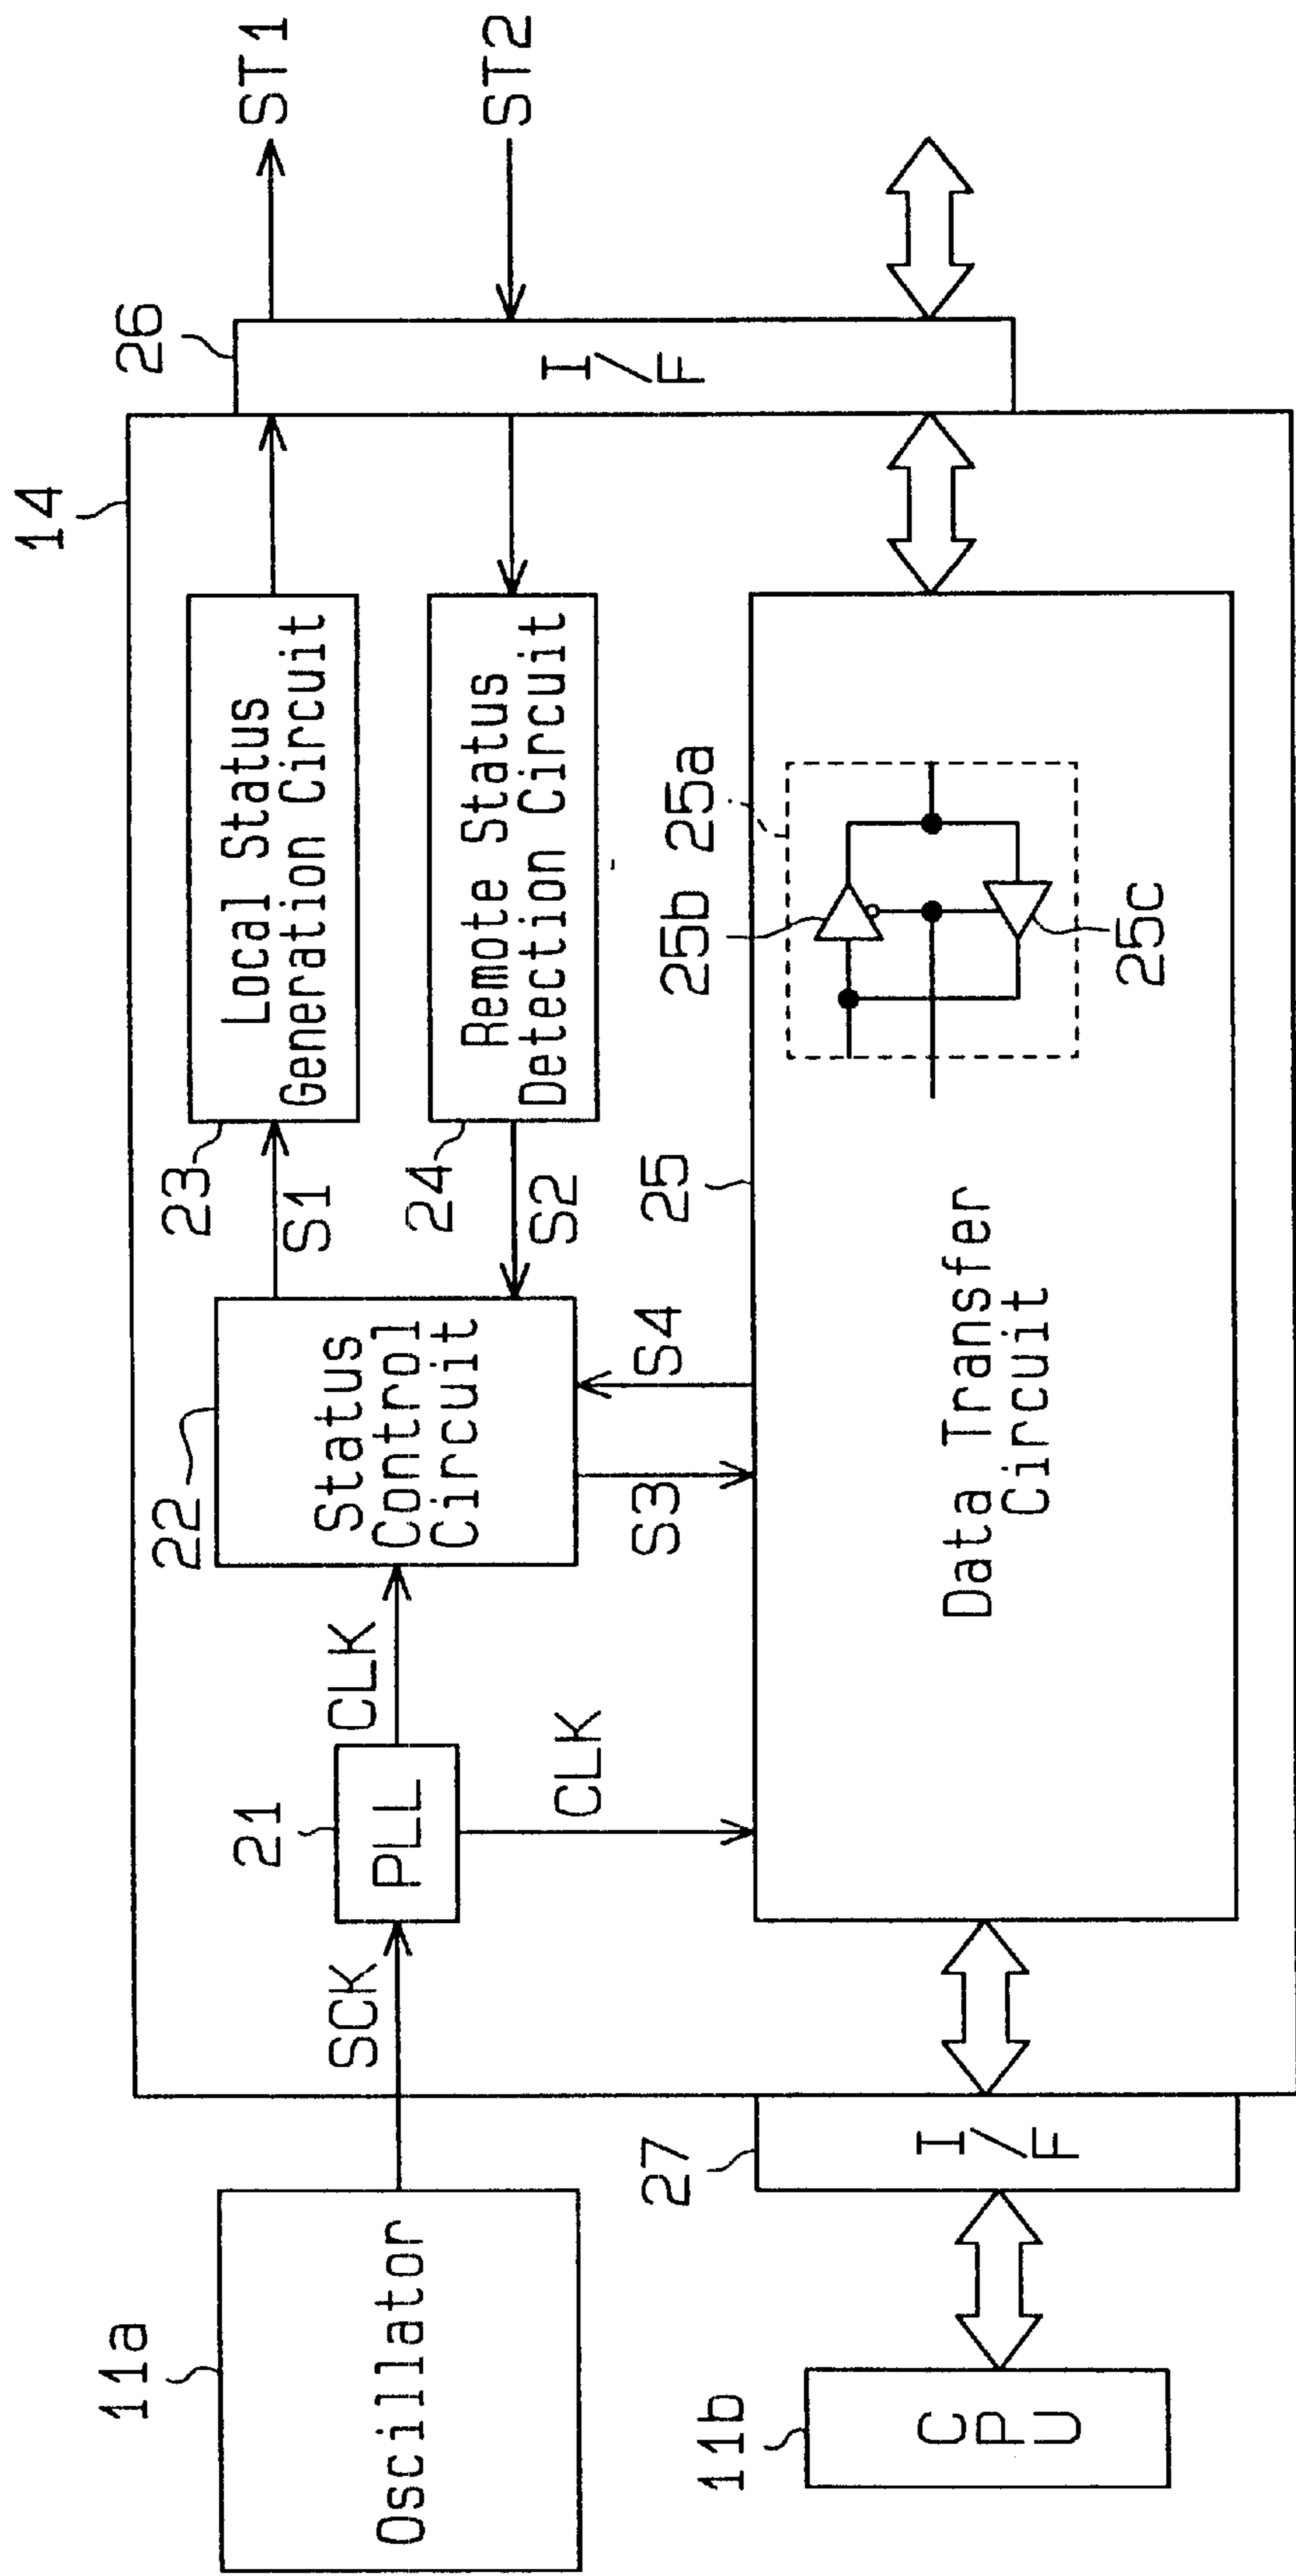 11a
Oscillator
SCK
21
PLL
CLK
CLK
22
Status
Control
Circuit
S1
S2
S3
S4
23
Local Status
Generation Circuit
24
Remote Status
Detection Circuit
14
26
I/F
ST1
ST2
11b
CPU
27
I/F
25
Data Transfer
Circuit
25a
25b
25c